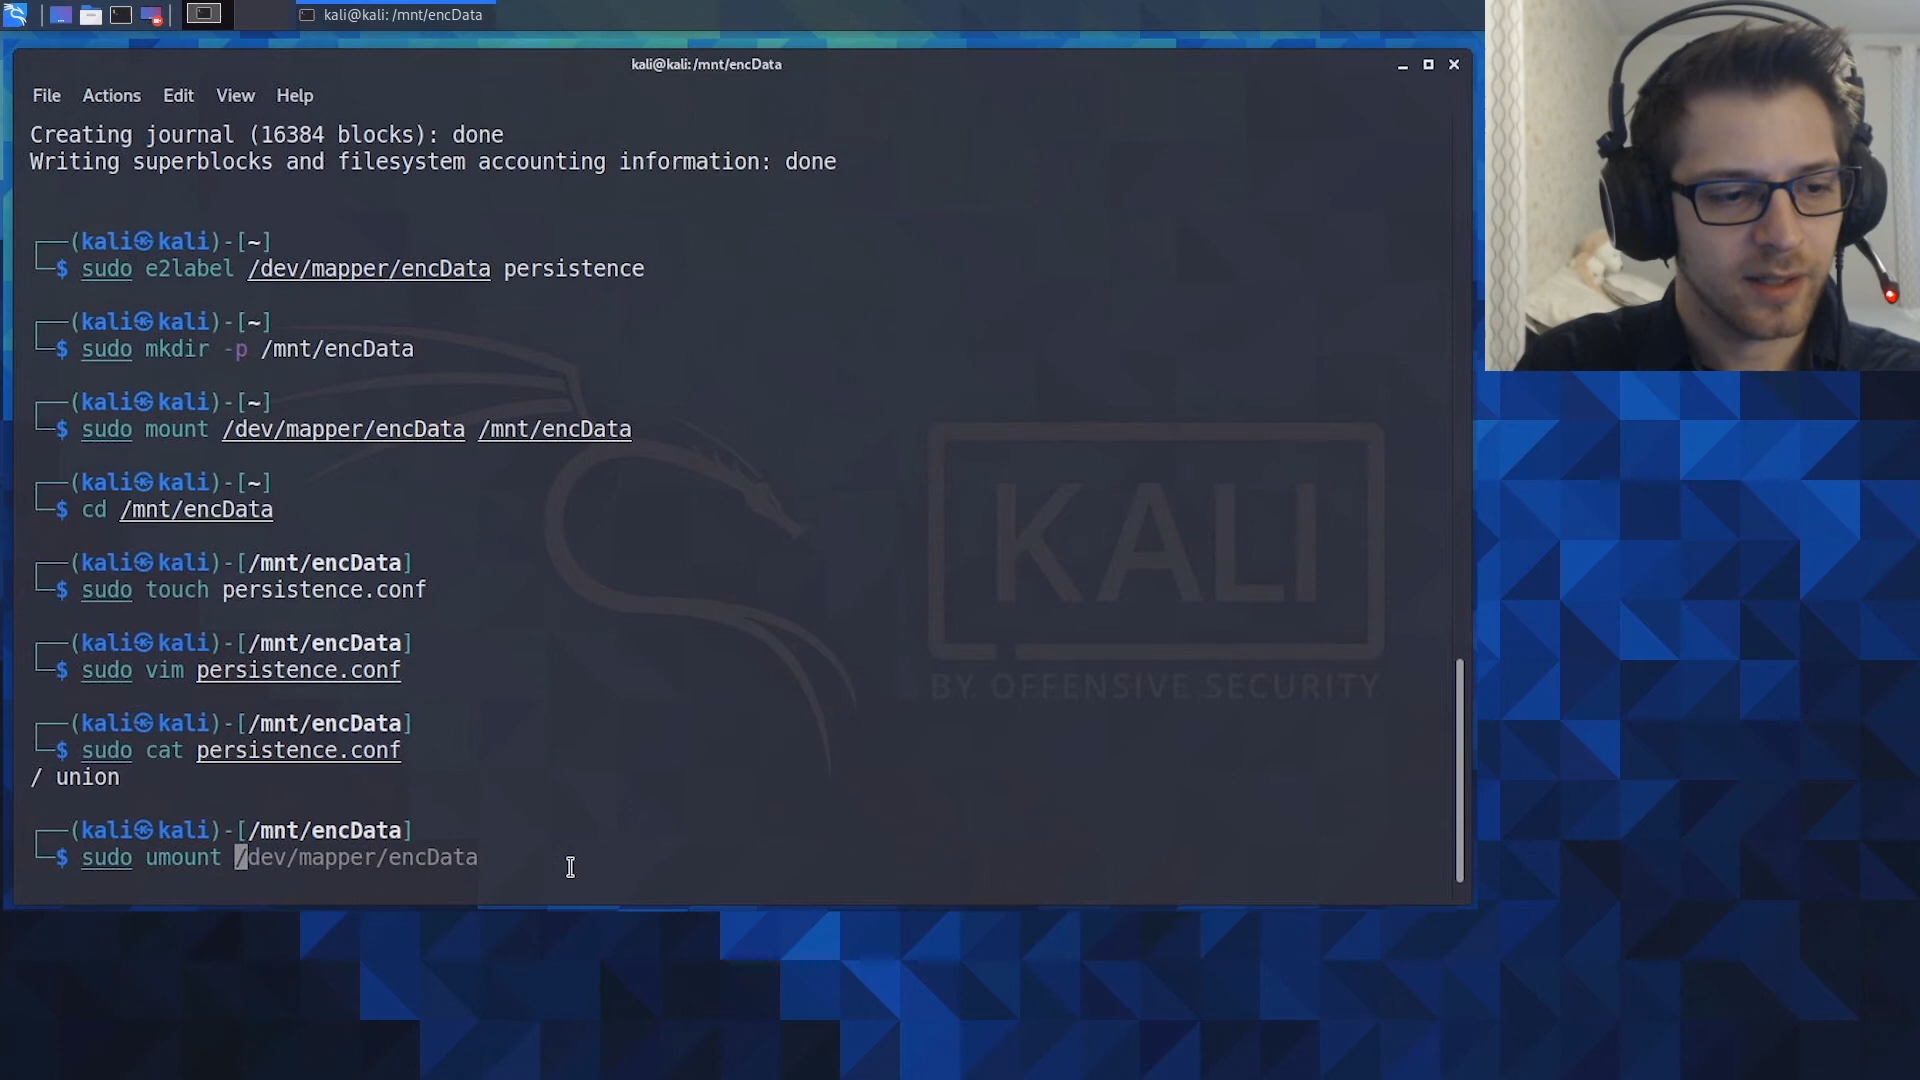 kali@kali: /mnt/encData
kali@kali: /mnt/encData
File Actions Edit View Help
Creating journal (16384 blocks): done
Writing superblocks and filesystem accounting information: done
┌──(kali㉿kali)-[~]
└─$ sudo e2label /dev/mapper/encData persistence
┌──(kali㉿kali)-[~]
└─$ sudo mkdir -p /mnt/encData
┌──(kali㉿kali)-[~]
└─$ sudo mount /dev/mapper/encData /mnt/encData
┌──(kali㉿kali)-[~]
└─$ cd /mnt/encData
┌──(kali㉿kali)-[/mnt/encData]
└─$ sudo touch persistence.conf
┌──(kali㉿kali)-[/mnt/encData]
└─$ sudo vim persistence.conf
┌──(kali㉿kali)-[/mnt/encData]
└─$ sudo cat persistence.conf
/ union
┌──(kali㉿kali)-[/mnt/encData]
└─$ sudo umount /dev/mapper/encData
KALI
BY OFFENSIVE SECURITY